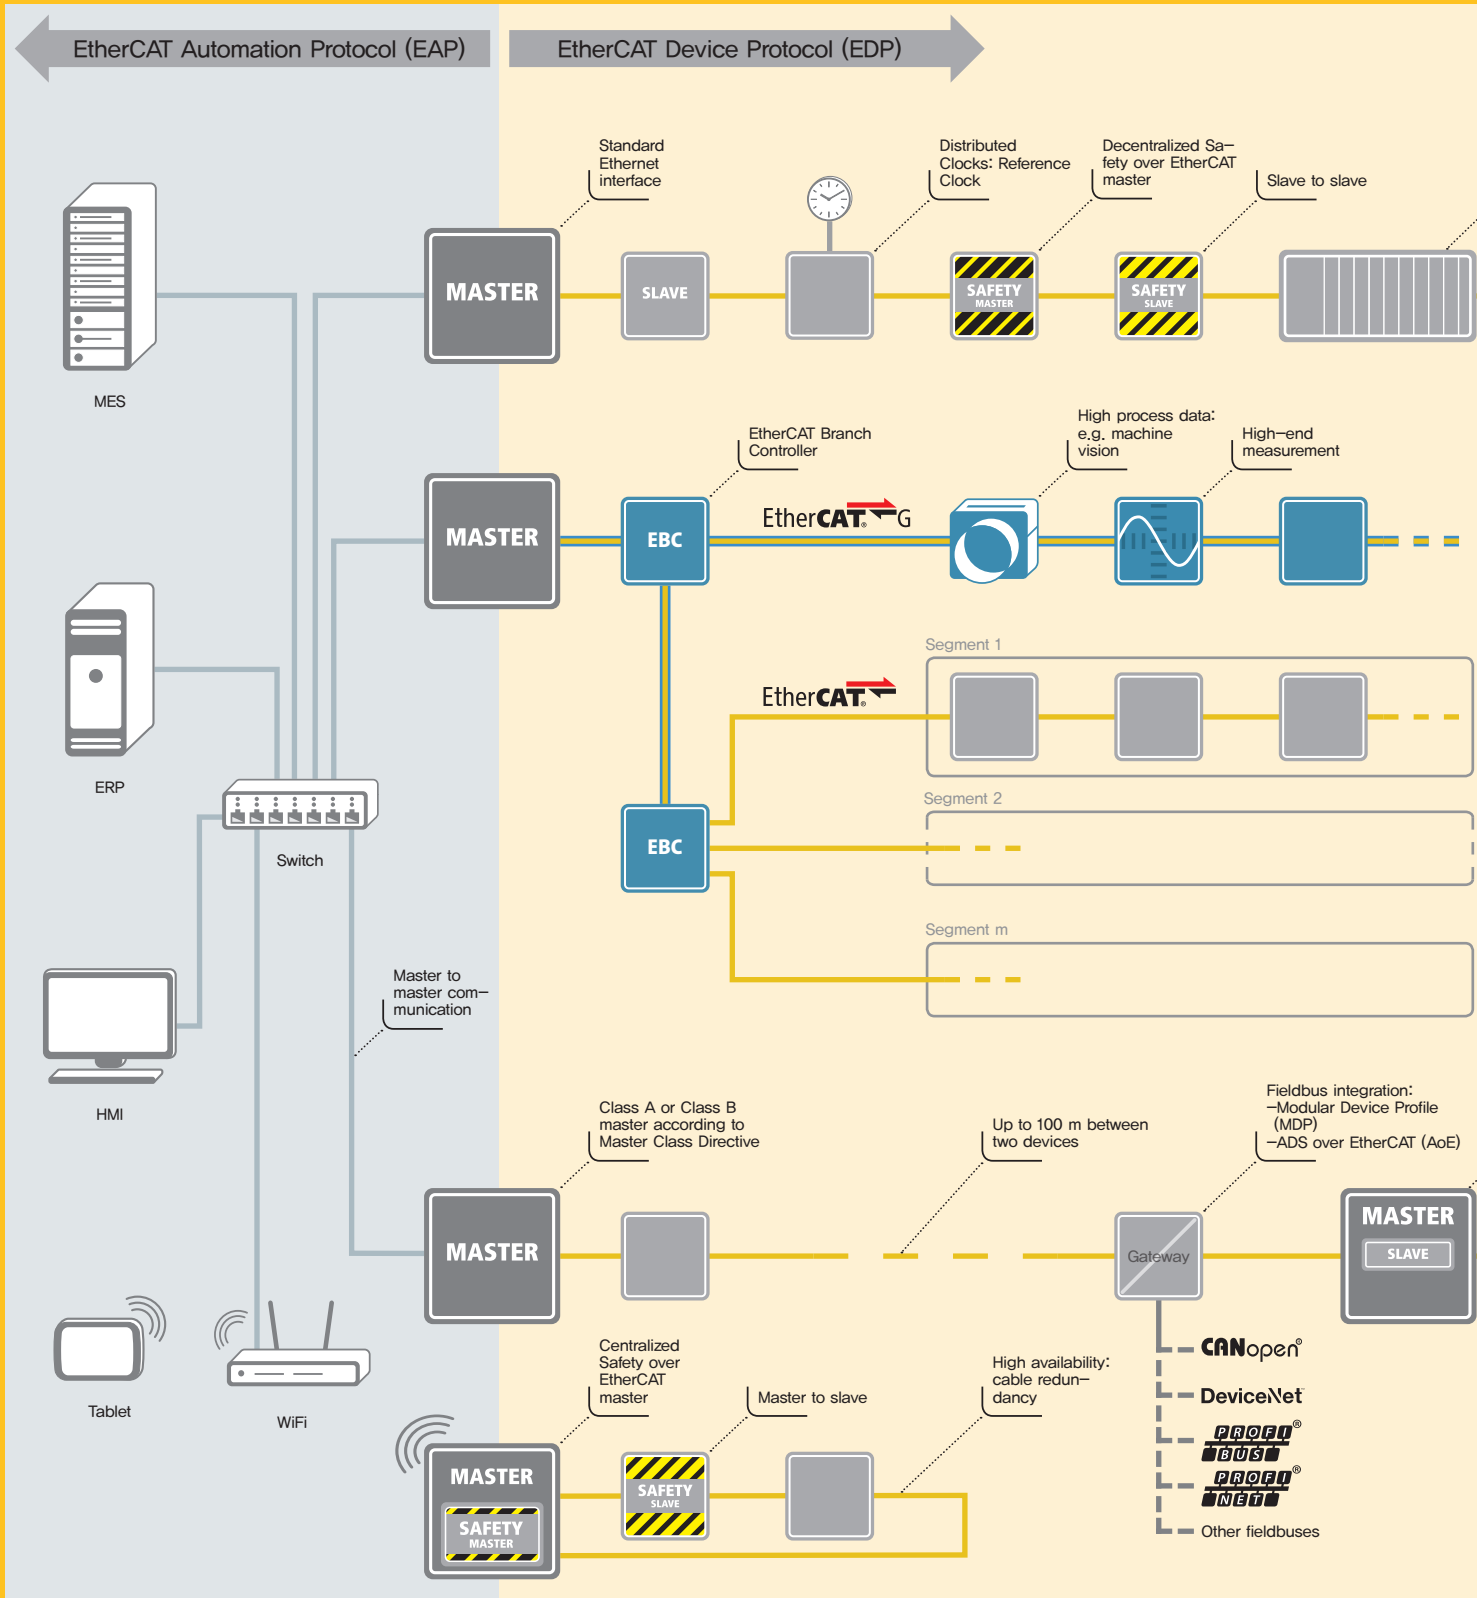 EtherCAT Automation Protocol (EAP)
EtherCAT Device Protocol (EDP)
Standard
Ethernet
interface
Distributed
Clocks: Reference
Clock
Decentralized Sa-
fety over EtherCAT
master
Slave to slave
MASTER
SLAVE
SAFETY
MASTER
SAFETY
SLAVE
MES
EtherCAT Branch
Controller
High process data:
e.g. machine
vision
High-end
measurement
MASTER
EBC
EtherCAT® G
ERP
Segment 1
EtherCAT®
Segment 2
EBC
Switch
Segment m
Master to
master com-
munication
HMI
Class A or Class B
master according to
Master Class Directive
Up to 100 m between
two devices
Fieldbus integration:
-Modular Device Profile
(MDP)
-ADS over EtherCAT (AoE)
MASTER
Gateway
MASTER
SLAVE
CANopen®
DeviceNet
PROFI®
BUS
PROFI®
NET
Other fieldbuses
Tablet
WiFi
Centralized
Safety over
EtherCAT
master
Master to slave
High availability:
cable redun-
dancy
MASTER
SAFETY
MASTER
SAFETY
SLAVE